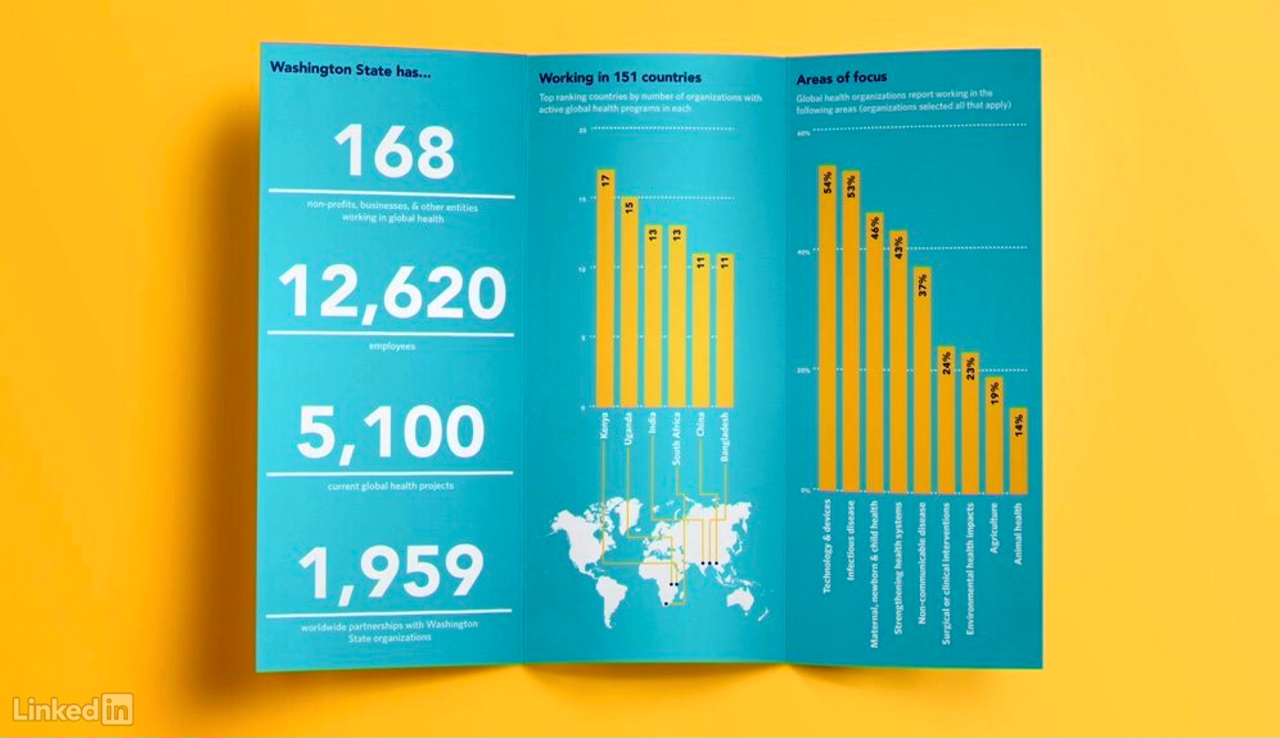 Washington State has...
168
non-profits, businesses, & other entities
working in global health
12,620
employees
5,100
current global health projects
1,959
worldwide partnerships with Washington
State organizations
Working in 151 countries
Top ranking countries by number of organizations with
active global health programs in each
20
15
10
5
0
17
15
13
13
11
11
Kenya
Uganda
India
South Africa
China
Bangladesh
Areas of focus
Global health organizations report working in the
following areas (organizations selected all that apply)
60%
40%
20%
0%
54%
53%
46%
43%
37%
24%
23%
19%
14%
Technology & devices
Infectious disease
Maternal, newborn & child health
Strengthening health systems
Non-communicable disease
Surgical or clinical interventions
Environmental health impacts
Agriculture
Animal health
Linked in